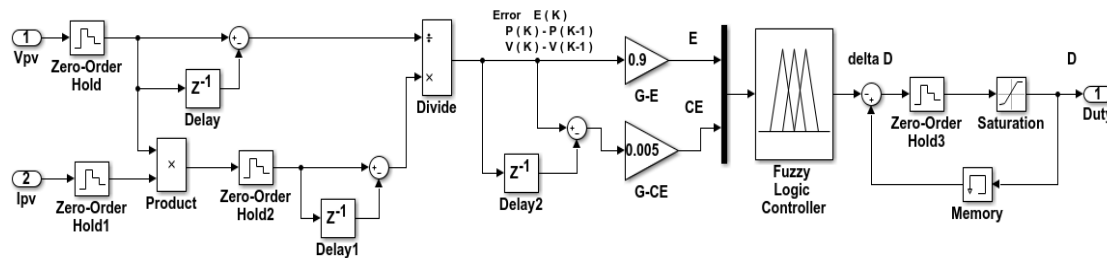 1
Vpv
Zero-Order
Hold
+-
Z-1
Delay
2
Ipv
Zero-Order
Hold1
×
Product
Zero-Order
Hold2
Z-1
Delay1
+-
÷
×
Divide
Error E ( K )
P ( K ) - P ( K-1 )
V ( K ) - V ( K-1 )
Z-1
Delay2
+-
0.9
G-E
0.005
G-CE
E
CE
Fuzzy
Logic
Controller
delta D
-+
Zero-Order
Hold3
Saturation
Memory
D
1
Duty